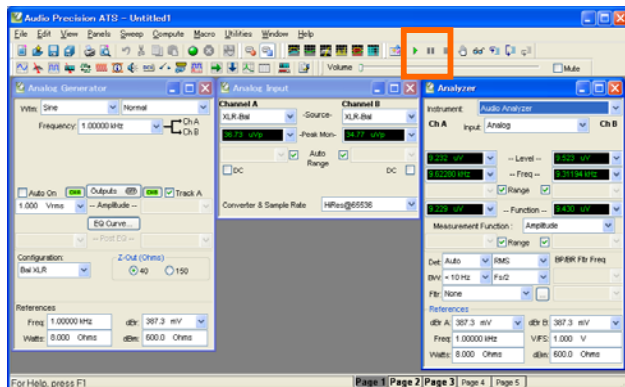 Audio Precision ATS - Untitled1
File Edit View Panels Sweep Compute Macro Utilities Window Help
Volume Mute
Analog Generator
Wfm: Sine Normal
Frequency: 1.00000 kHz Ch A
Ch B
Auto On Outputs Track A
1.000 Vrms -- Amplitude --
EQ Curve...
-- Post EQ --
Configuration: Z-Out (Ohms)
Bal XLR 40 150
References
Freq: 1.00000 kHz dBr: 387.3 mV
Watts: 8.000 Ohms dBm: 600.0 Ohms
Analog Input
Channel A Channel B
XLR-Bal -Source- XLR-Bal
36.73 uVp -Peak Mon- 34.77 uVp
Auto
Range
DC DC
Converter & Sample Rate HiRes@65536
Analyzer
Instrument: Audio Analyzer
Ch A Input: Analog Ch B
9.232 uV -- Level -- 9.523 uV
9.62280 kHz -- Freq -- 9.31194 kHz
Range
9.229 uV -- Function -- 9.430 uV
Measurement Function : Amplitude
Range
Det: Auto RMS BP/BR Fltr Freq
BW: < 10 Hz Fs/2
Fltr: None
References
dBr A: 387.3 mV dBr B: 387.3 mV
Freq: 1.00000 kHz V/FS: 1.000 V
Watts: 8.000 Ohms dBm: 600.0 Ohms
For Help, press F1 Page 1 Page 2 Page 3 Page 4 Page 5